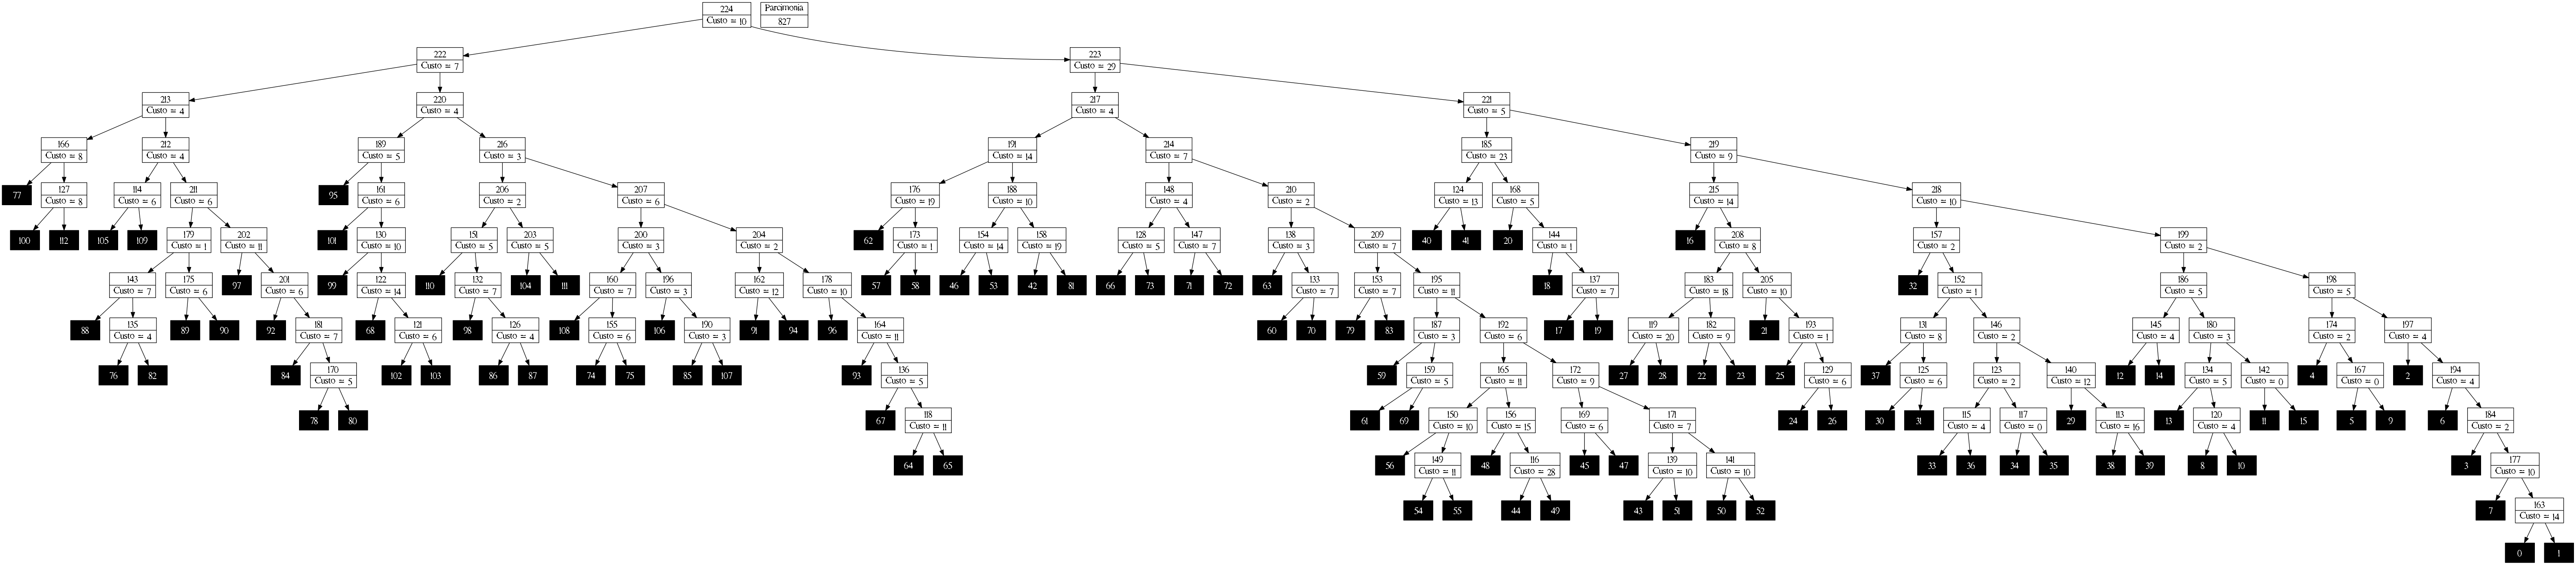 224
Custo = 10
Parcimonia
827
222
Custo = 7
223
Custo = 29
213
Custo = 4
220
Custo = 4
217
Custo = 4
221
Custo = 5
166
Custo = 8
212
Custo = 4
189
Custo = 5
216
Custo = 3
191
Custo = 14
214
Custo = 7
185
Custo = 23
219
Custo = 9
77
127
Custo = 8
114
Custo = 6
211
Custo = 6
95
161
Custo = 6
206
Custo = 2
207
Custo = 6
176
Custo = 19
188
Custo = 10
148
Custo = 4
210
Custo = 2
124
Custo = 13
168
Custo = 5
215
Custo = 14
218
Custo = 10
100
112
105
109
179
Custo = 1
202
Custo = 11
101
130
Custo = 10
151
Custo = 5
203
Custo = 5
200
Custo = 3
204
Custo = 2
62
173
Custo = 1
154
Custo = 14
158
Custo = 19
128
Custo = 5
147
Custo = 7
138
Custo = 3
209
Custo = 7
40
41
20
144
Custo = 1
16
208
Custo = 8
157
Custo = 2
199
Custo = 2
143
Custo = 7
175
Custo = 6
97
201
Custo = 6
99
122
Custo = 14
110
132
Custo = 7
104
111
160
Custo = 7
196
Custo = 3
162
Custo = 12
178
Custo = 10
57
58
46
53
42
81
66
73
71
72
63
133
Custo = 7
153
Custo = 7
195
Custo = 11
18
137
Custo = 7
183
Custo = 18
205
Custo = 10
32
152
Custo = 1
186
Custo = 5
198
Custo = 5
88
135
Custo = 4
89
90
92
181
Custo = 7
68
121
Custo = 6
98
126
Custo = 4
108
155
Custo = 6
106
190
Custo = 3
91
94
96
164
Custo = 11
60
70
79
83
187
Custo = 3
192
Custo = 6
17
19
119
Custo = 20
182
Custo = 9
21
193
Custo = 1
131
Custo = 8
146
Custo = 2
145
Custo = 4
180
Custo = 3
174
Custo = 2
197
Custo = 4
76
82
84
170
Custo = 5
102
103
86
87
74
75
85
107
93
136
Custo = 5
59
159
Custo = 5
165
Custo = 11
172
Custo = 9
27
28
22
23
25
129
Custo = 6
37
125
Custo = 6
123
Custo = 2
140
Custo = 12
12
14
134
Custo = 5
142
Custo = 0
4
167
Custo = 0
2
194
Custo = 4
78
80
67
118
Custo = 11
61
69
150
Custo = 10
156
Custo = 15
169
Custo = 6
171
Custo = 7
24
26
30
31
115
Custo = 4
117
Custo = 0
29
113
Custo = 16
13
120
Custo = 4
11
15
5
9
6
184
Custo = 2
64
65
56
149
Custo = 11
48
116
Custo = 28
45
47
139
Custo = 10
141
Custo = 10
33
36
34
35
38
39
8
10
3
177
Custo = 10
54
55
44
49
43
51
50
52
7
163
Custo = 14
0
1